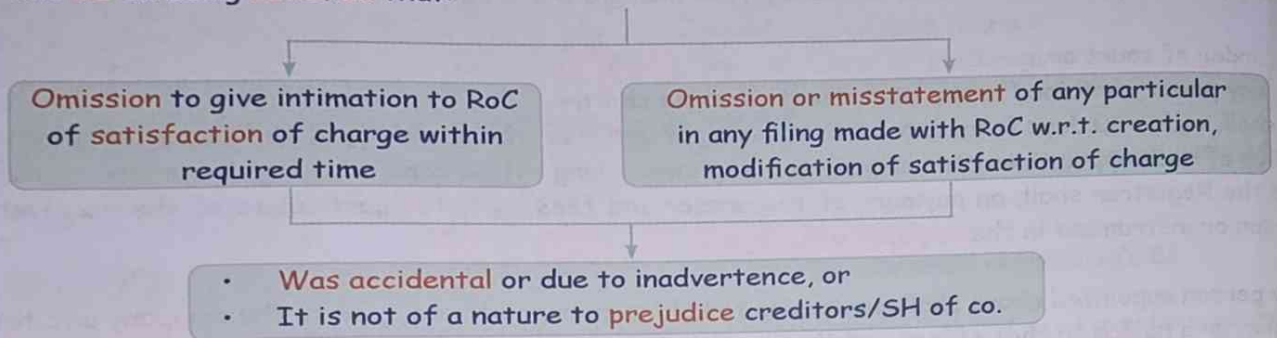 Omission to give intimation to RoC
of satisfaction of charge within
required time
Omission or misstatement of any particular
in any filing made with RoC w.r.t. creation,
modification of satisfaction of charge
• Was accidental or due to inadvertence, or
• It is not of a nature to prejudice creditors/SH of co.